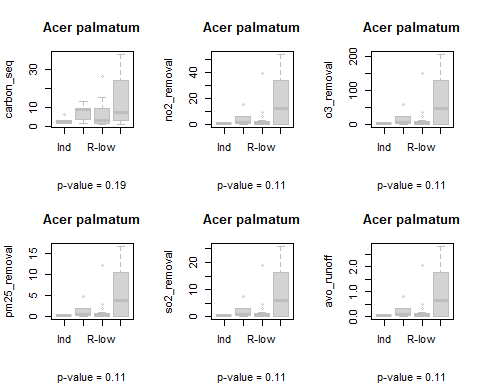 Acer palmatum
carbon_seq
0
10
30
Ind
R-low
p-value = 0.19
Acer palmatum
no2_removal
0
20
40
p-value = 0.11
Acer palmatum
o3_removal
0
50
100
200
Ind
R-low
p-value = 0.11
Acer palmatum
pm25_removal
0
5
10
15
Ind
R-low
p-value = 0.11
Acer palmatum
so2_removal
0
10
20
Ind
R-low
p-value = 0.11
Acer palmatum
avo_runoff
0.0
1.0
2.0
Ind
R-low
p-value = 0.11